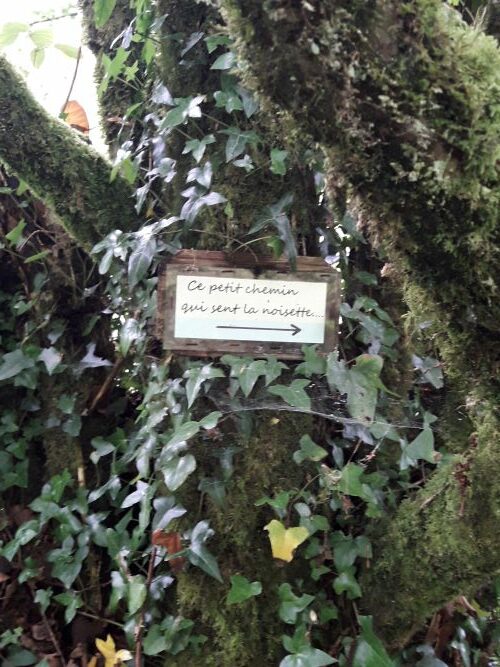 Ce petit chemin
qui sent la noisette...